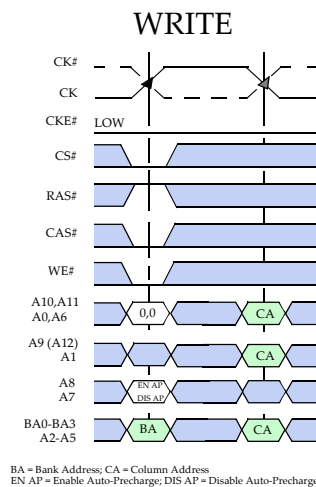 WRITE
CK#
CK
CKE#
LOW
CS#
RAS#
CAS#
WE#
A10,A11
A0,A6
0,0
CA
A9 (A12)
A1
CA
A8
A7
EN AP
DIS AP
BA0-BA3
A2-A5
BA
CA
BA = Bank Address; CA = Column Address
EN AP = Enable Auto-Precharge; DIS AP = Disable Auto-Precharge